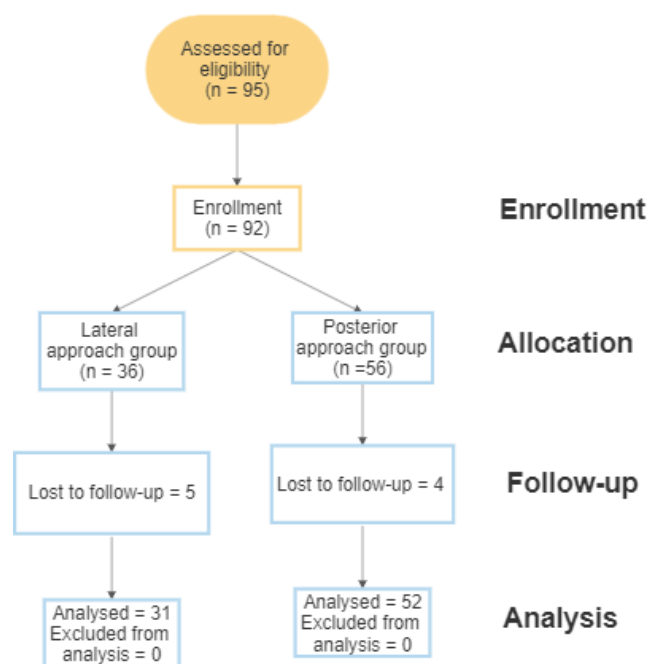 Assessed for
eligibility
(n = 95)
Enrollment
(n = 92)
Enrollment
Lateral
approach group
(n = 36)
Posterior
approach group
(n =56)
Allocation
Lost to follow-up = 5
Lost to follow-up = 4
Follow-up
Analysed = 31
Excluded from
analysis = 0
Analysed = 52
Excluded from
analysis = 0
Analysis